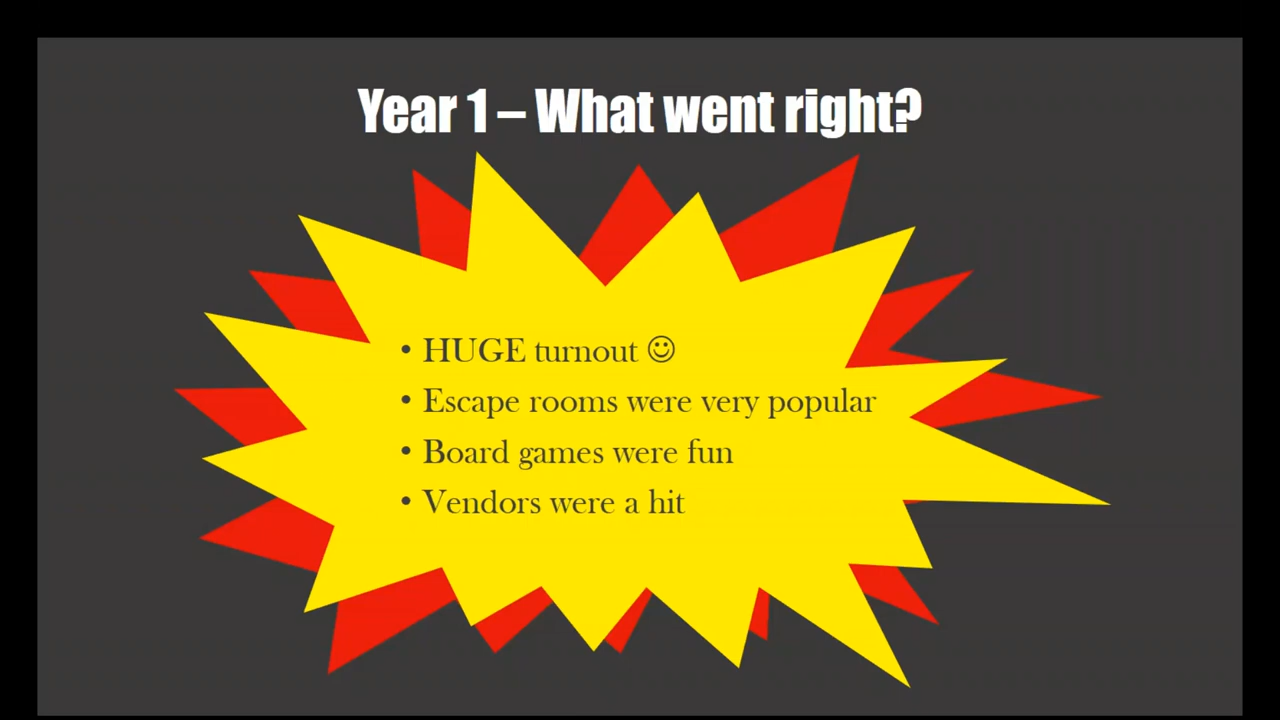 Year 1 – What went right?
• HUGE turnout ☺
• Escape rooms were very popular
• Board games were fun
• Vendors were a hit